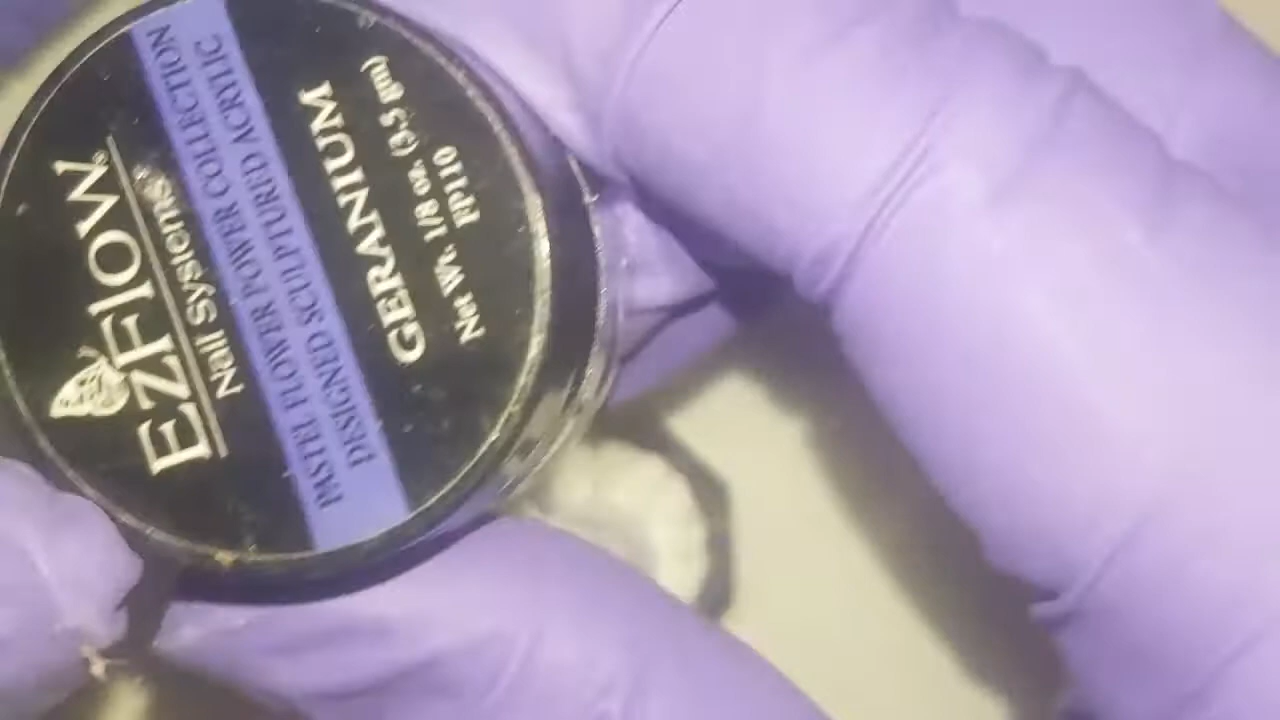 EZFLOW®
Nail Systems®
PASTEL FLOWER POWER COLLECTION
DESIGNED SCULPTURED ACRYLIC
GERANIUM
Net Wt. 1/8 oz. (3.5 gm)
FP110